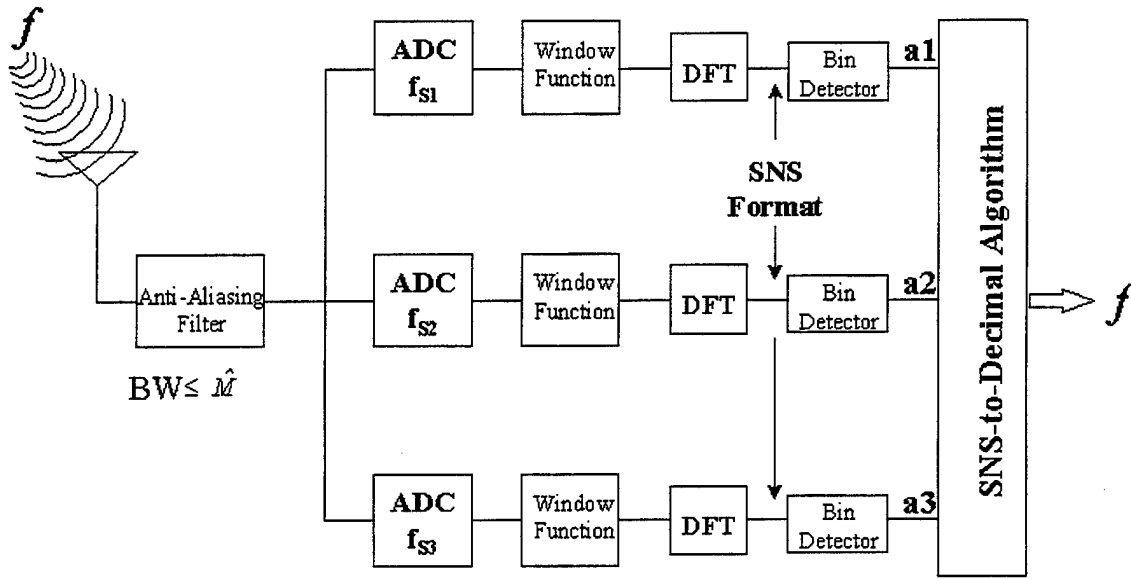 f
ADC
fS1
Window
Function
DFT
Bin
Detector
a1
SNS
Format
Anti-Aliasing
Filter
BW≤ M̂
ADC
fS2
Window
Function
DFT
Bin
Detector
a2
ADC
fS3
Window
Function
DFT
Bin
Detector
a3
SNS-to-Decimal Algorithm
f